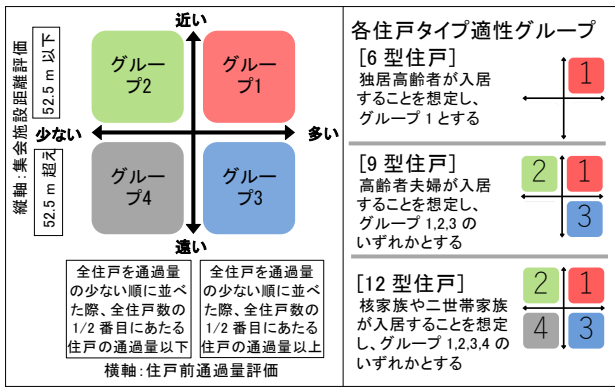 近い
縦軸:集会施設距離評価
52.5 m 以下
52.5 m 超え
グルー
プ2
グルー
プ1
少ない
多い
グルー
プ4
グルー
プ3
遠い
全住戸を通過量
の少ない順に並べ
た際、全住戸数の
1/2 番目にあたる
住戸の通過量以下
全住戸を通過量
の少ない順に並べ
た際、全住戸数の
1/2 番目にあたる
住戸の通過量以上
横軸:住戸前通過量評価
各住戸タイプ適性グループ
[6 型住戸]
独居高齢者が入居
することを想定し、
グループ 1 とする
1
[9 型住戸]
高齢者夫婦が入居
することを想定し、
グループ 1,2,3 の
いずれかとする
2 1
3
[12 型住戸]
核家族や二世帯家族
が入居することを想定
し、グループ 1,2,3,4 の
いずれかとする
2 1
4 3